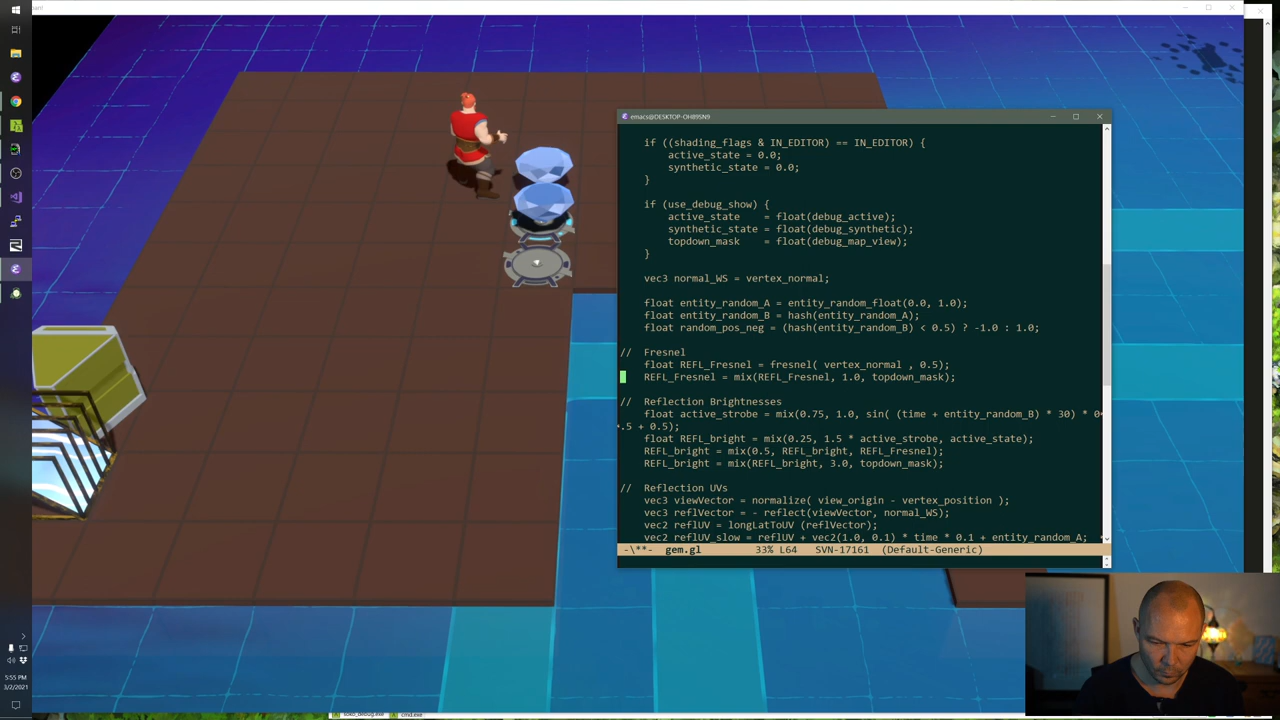 san!
emacs@DESKTOP-OH89SN9
if ((shading_flags & IN_EDITOR) == IN_EDITOR) {
active_state = 0.0;
synthetic_state = 0.0;
}
if (use_debug_show) {
active_state    = float(debug_active);
synthetic_state = float(debug_synthetic);
topdown_mask    = float(debug_map_view);
}
vec3 normal_WS = vertex_normal;
float entity_random_A = entity_random_float(0.0, 1.0);
float entity_random_B = hash(entity_random_A);
float random_pos_neg = (hash(entity_random_B) < 0.5) ? -1.0 : 1.0;
//  Fresnel
float REFL_Fresnel = fresnel( vertex_normal , 0.5);
REFL_Fresnel = mix(REFL_Fresnel, 1.0, topdown_mask);
//  Reflection Brightnesses
float active_strobe = mix(0.75, 1.0, sin( (time + entity_random_B) * 30) * 0
.5 + 0.5);
float REFL_bright = mix(0.25, 1.5 * active_strobe, active_state);
REFL_bright = mix(0.5, REFL_bright, REFL_Fresnel);
REFL_bright = mix(REFL_bright, 3.0, topdown_mask);
//  Reflection UVs
vec3 viewVector = normalize( view_origin - vertex_position );
vec3 reflVector = - reflect(viewVector, normal_WS);
vec2 reflUV = longLatToUV (reflVector);
vec2 reflUV_slow = reflUV + vec2(1.0, 0.1) * time * 0.1 + entity_random_A;
-\**-  gem.gl        33% L64   SVN-17161  (Default-Generic)
5:55 PM
3/2/2021
soko_debug.exe
cmd.exe